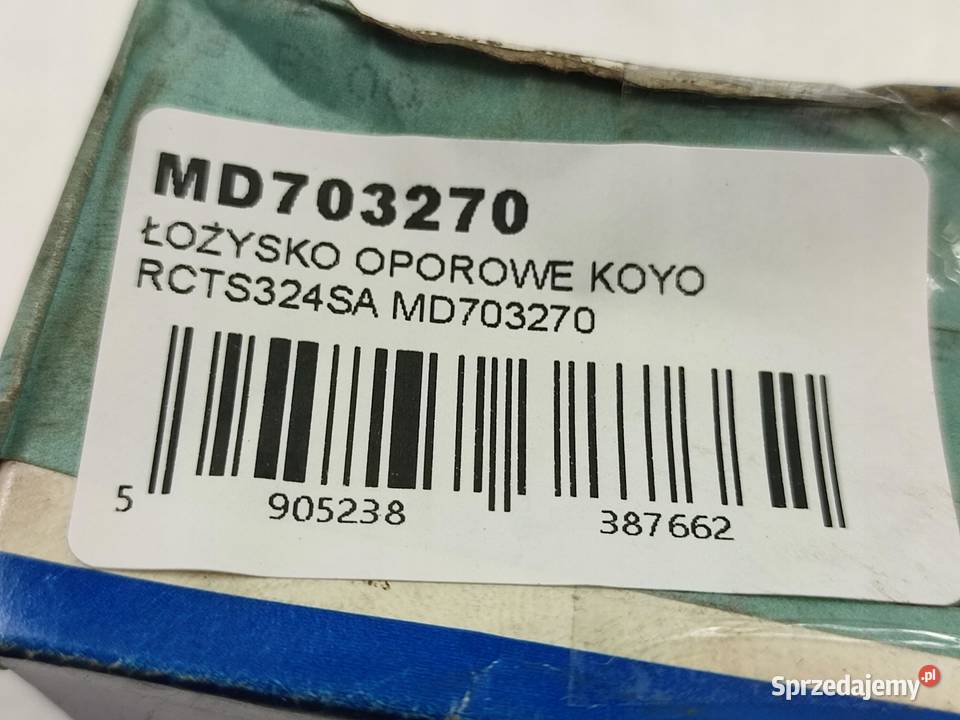 MD703270
ŁOŻYSKO OPOROWE KOYO
RCTS324SA MD703270
5 905238 387662
Sprzedajemy.pl